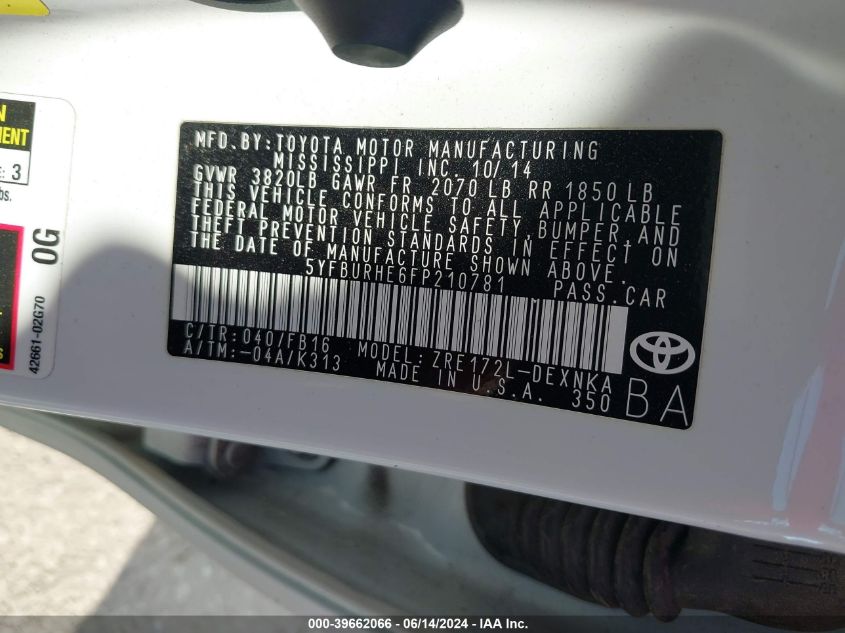 N
MENT
E: 3
bs.
0G
42661-02G70
MFD.BY:TOYOTA MOTOR MANUFACTURING
MISSISSIPPI, INC. 10/14
GVWR 3820LB GAWR FR 2070 LB RR 1850 LB
THIS VEHICLE CONFORMS TO ALL APPLICABLE
FEDERAL MOTOR VEHICLE SAFETY, BUMPER, AND
THEFT PREVENTION STANDARDS IN EFFECT ON
THE DATE OF MANUFACTURE SHOWN ABOVE.
5YFBURHE6FP210781 PASS.CAR
C/TR:040/FB16 MODEL:ZRE172L-DEXNKA
A/TM:-04A/K313 MADE IN U.S.A. 350
BA
000-39662066 - 06/14/2024 - IAA Inc.